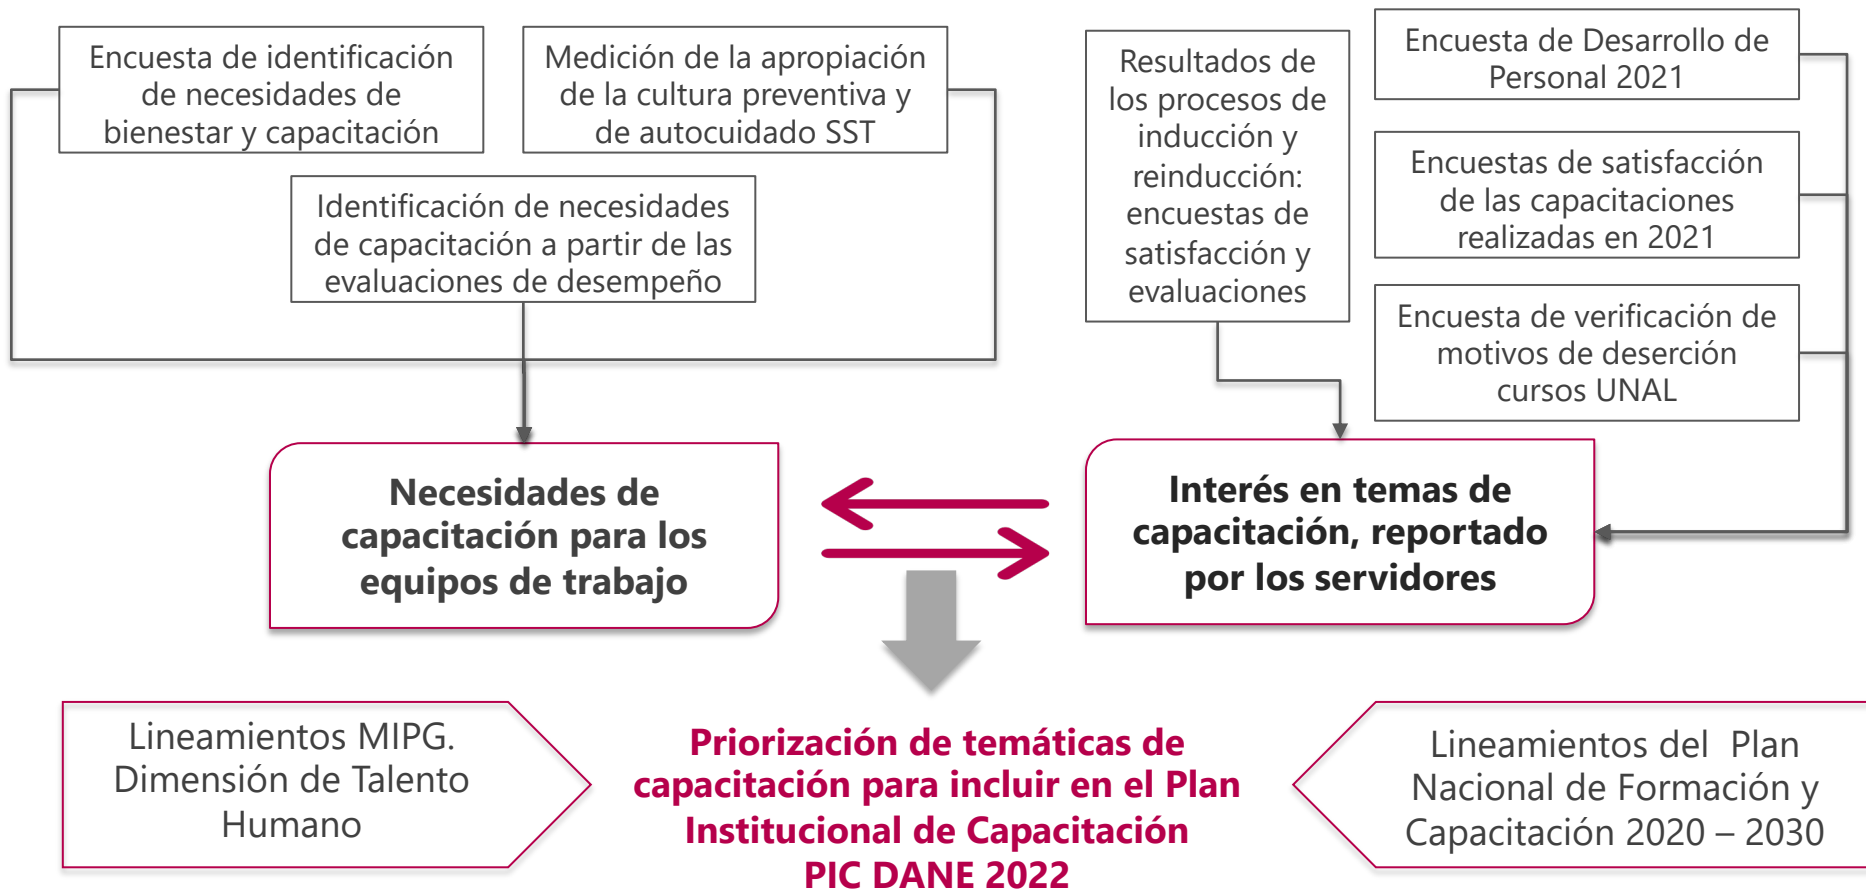 Encuesta de identificación
de necesidades de
bienestar y capacitación
Medición de la apropiación
de la cultura preventiva y
de autocuidado SST
Identificación de necesidades
de capacitación a partir de las
evaluaciones de desempeño
Resultados de
los procesos de
inducción y
reinducción:
encuestas de
satisfacción y
evaluaciones
Encuesta de Desarrollo de
Personal 2021
Encuestas de satisfacción
de las capacitaciones
realizadas en 2021
Encuesta de verificación de
motivos de deserción
cursos UNAL
Necesidades de
capacitación para los
equipos de trabajo
Interés en temas de
capacitación, reportado
por los servidores
Lineamientos MIPG.
Dimensión de Talento
Humano
Priorización de temáticas de
capacitación para incluir en el Plan
Institucional de Capacitación
PIC DANE 2022
Lineamientos del  Plan
Nacional de Formación y
Capacitación 2020 – 2030